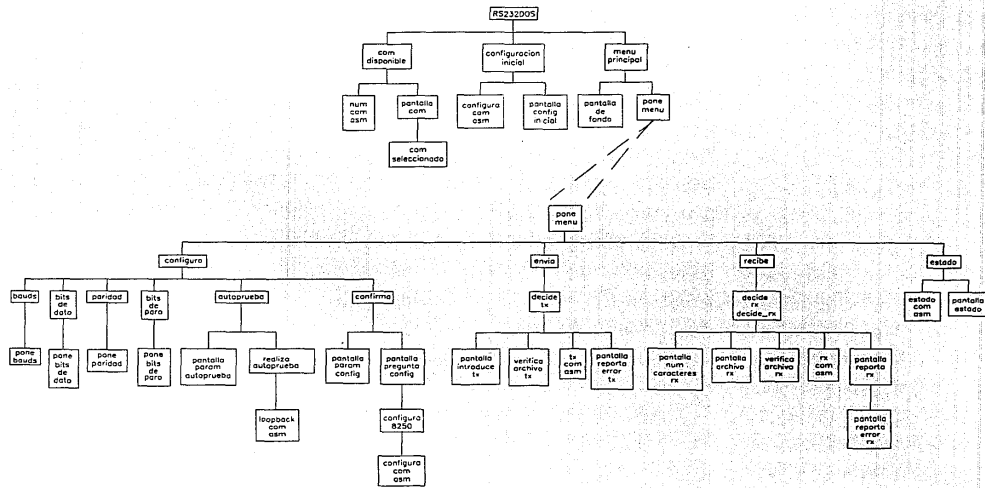 RS232DOS
com
disponible
configuracion
inicial
menu
principal
num
com
asm
pantalla
com
configura
com
asm
pantalla
config
inicial
pantalla
de
fondo
pone
menu
com
seleccionado
pone
menu
configura
envia
recibe
estado
bauds
bits
de
dato
paridad
bits
de
paro
autoprueba
confirma
decide
tx
decide
rx
decide_rx
estado
com
asm
pantalla
estado
pone
bauds
pone
bits de
dato
pone
paridad
pone
bits
de
paro
pantalla
param
autoprueba
realiza
autoprueba
pantalla
param
config
pantalla
pregunta
config
pantalla
introduce
tx
verifica
archivo
tx
tx
com
asm
pantalla
reporta
error
tx
pantalla
num
caracteres
rx
pantalla
archivo
rx
verifica
archivo
rx
rx
com
asm
pantalla
reporta
rx
loopback
com
asm
configura
8250
pantalla
reporta
error
rx
configura
com
asm